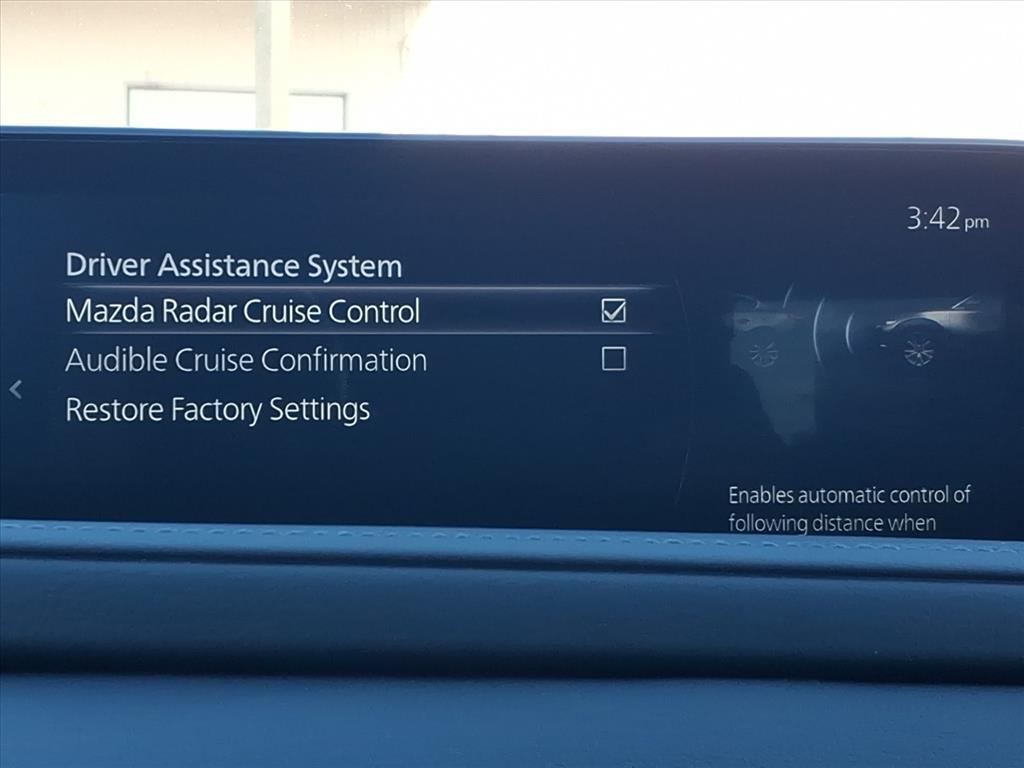 3:42 pm
Driver Assistance System
Mazda Radar Cruise Control
Audible Cruise Confirmation
Restore Factory Settings
Enables automatic control of
following distance when